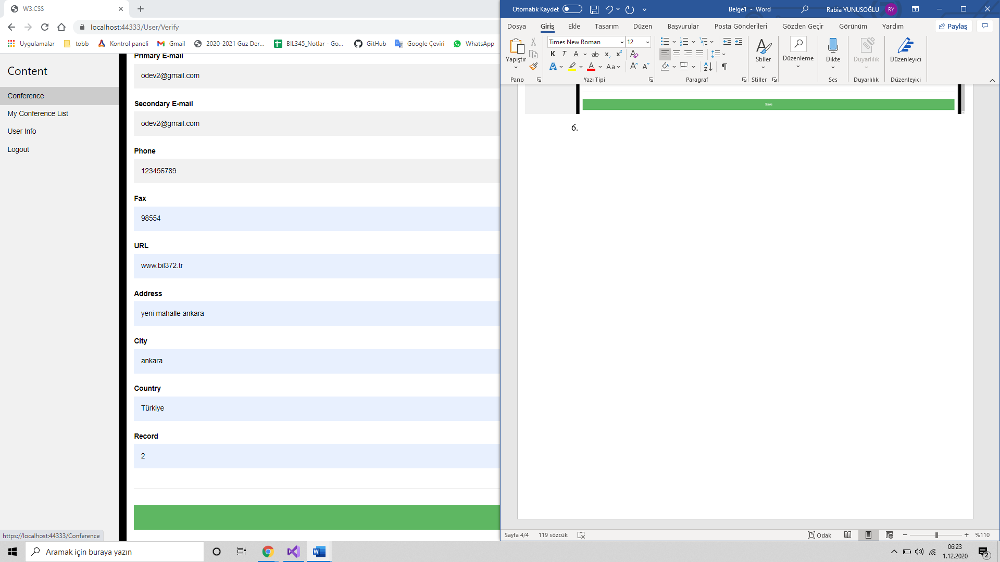 W3.CSS
localhost:44333/User/Verify
Uygulamalar
tobb
Kontrol paneli
Gmail
2020-2021 Güz Der...
BIL345_Notlar - Go...
GitHub
Google Çeviri
WhatsApp
Content
Conference
My Conference List
User Info
Logout
Primary E-mail
ödev2@gmail.com
Secondary E-mail
ödev2@gmail.com
Phone
123456789
Fax
98554
URL
www.bil372.tr
Address
yeni mahalle ankara
City
ankara
Country
Türkiye
Record
2
https://localhost:44333/Conference
Otomatik Kaydet
Belge1 - Word
Rabia YUNUSOĞLU
RY
Dosya Giriş Ekle Tasarım Düzen Başvurular Posta Gönderileri Gözden Geçir Görünüm Yardım
Paylaş
Yapıştır
Times New Roman
12
K T A ab x₂ x²
A A Aa A A
Stiller
Düzenleme
Dikte
Duyarlılık
Düzenleyici
Pano Yazı Tipi Paragraf Stiller Ses Duyarlılık Düzenleyici
Save
6.
Sayfa 4/4 119 sözcük
Odak
%110
Aramak için buraya yazın
06:23
1.12.2020
2